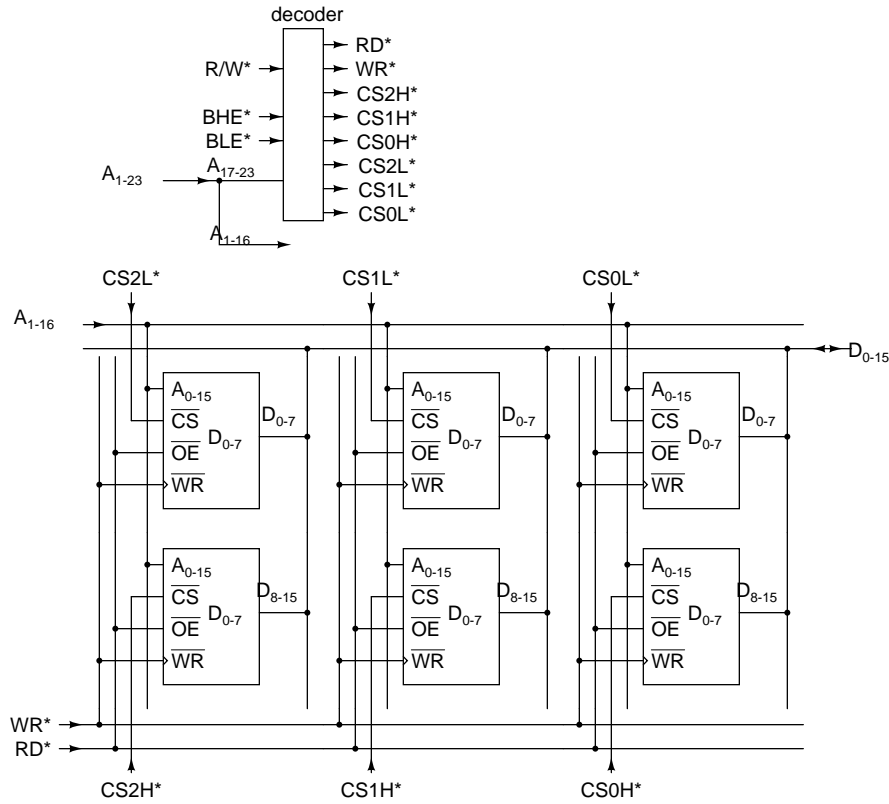 decoder
RD*
R/W*
WR*
CS2H*
BHE*
CS1H*
BLE*
CS0H*
A17-23
CS2L*
A1-23
CS1L*
CS0L*
A1-16
CS2L*
CS1L*
CS0L*
A1-16
D0-15
A0-15
A0-15
A0-15
CS
D0-7
CS
D0-7
CS
D0-7
D0-7
D0-7
D0-7
OE
OE
OE
WR
WR
WR
A0-15
A0-15
A0-15
CS
D8-15
CS
D8-15
CS
D8-15
D0-7
D0-7
D0-7
OE
OE
OE
WR
WR
WR
WR*
RD*
CS2H*
CS1H*
CS0H*